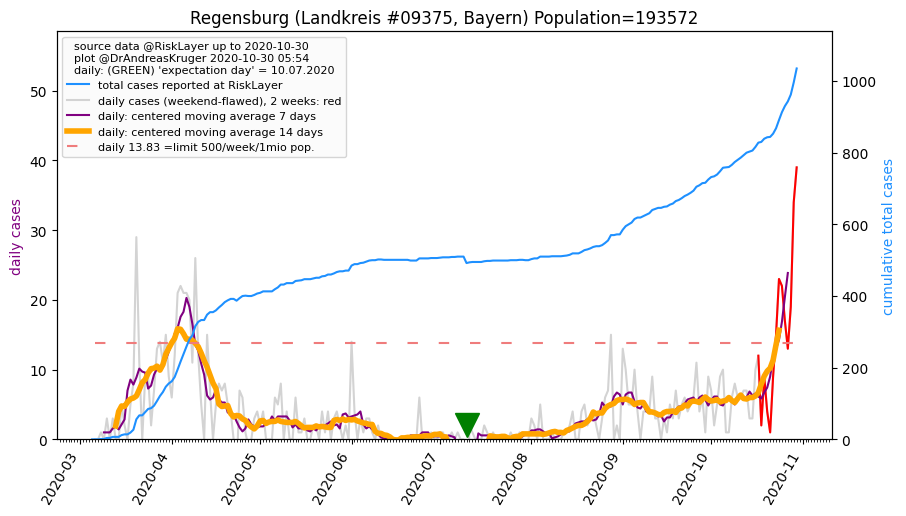 Regensburg (Landkreis #09375, Bayern) Population=193572
source data @RiskLayer up to 2020-10-30
plot @DrAndreasKruger 2020-10-30 05:54
daily: (GREEN) 'expectation day' = 10.07.2020
total cases reported at RiskLayer
daily cases (weekend-flawed), 2 weeks: red
daily: centered moving average 7 days
daily: centered moving average 14 days
daily 13.83 =limit 500/week/1mio pop.
daily cases
50
40
30
20
10
0
cumulative total cases
1000
800
600
400
200
0
2020-03
2020-04
2020-05
2020-06
2020-07
2020-08
2020-09
2020-10
2020-11